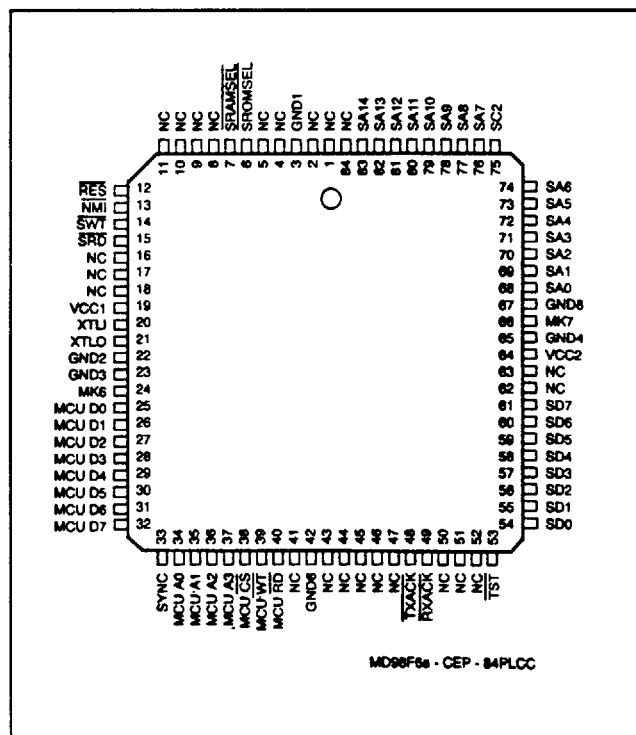 NC NC NC NC SRAMSEL SROMSEL NC NC GND1 NC NC NC SA14 SA13 SA12 SA11 SA10 SA9 SA8 SA7 SC2
11 10 9 8 7 6 5 4 3 2 1 84 83 82 81 80 79 78 77 76 75
RES 12
NMI 13
SWT 14
SRD 15
NC 16
NC 17
NC 18
VCC1 19
XTLI 20
XTLO 21
GND2 22
GND3 23
MK6 24
MCU D0 25
MCU D1 26
MCU D2 27
MCU D3 28
MCU D4 29
MCU D5 30
MCU D6 31
MCU D7 32
74 SA6
73 SA5
72 SA4
71 SA3
70 SA2
69 SA1
68 SA0
67 GND8
66 MK7
65 GND4
64 VCC2
63 NC
62 NC
61 SD7
60 SD6
59 SD5
58 SD4
57 SD3
56 SD2
55 SD1
54 SD0
33 34 35 36 37 38 39 40 41 42 43 44 45 46 47 48 49 50 51 52 53
SYNC MCU A0 MCU A1 MCU A2 MCU A3 MCU CS MCU WT MCU RD NC GND6 NC NC NC NC NC TXACK RXACK NC NC NC TST
MD96F6a - CEP - 84PLCC